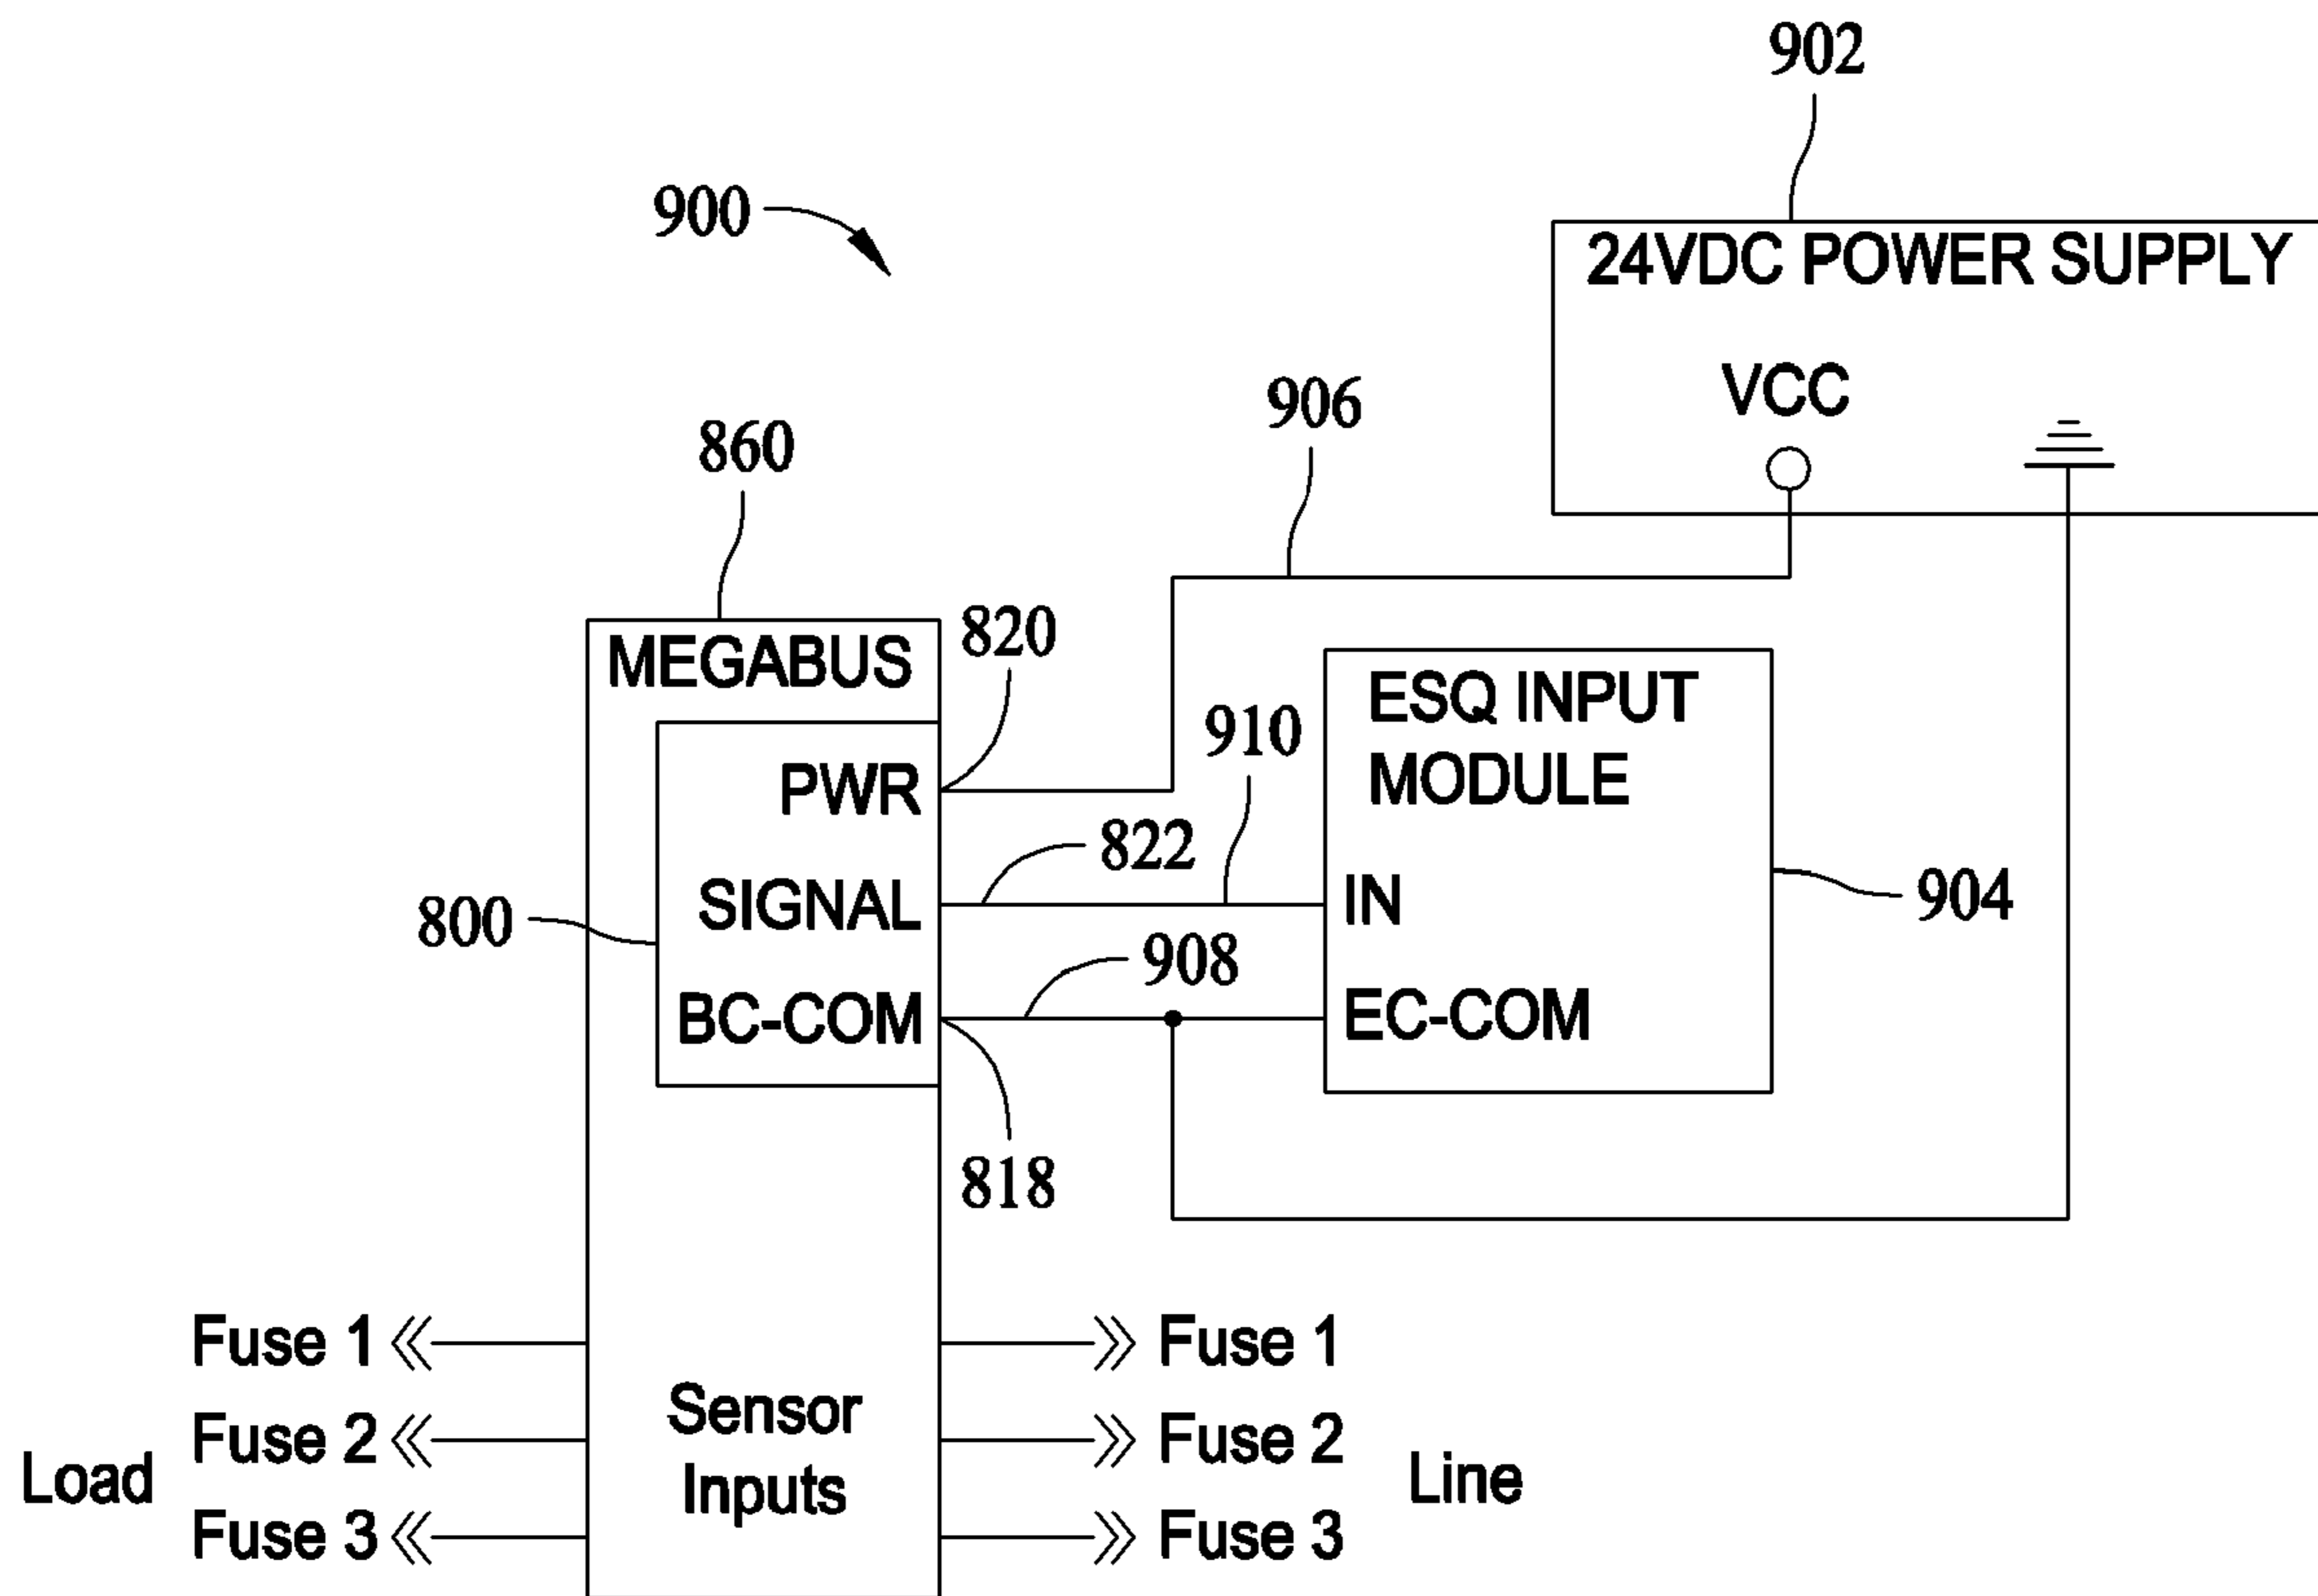 902
900
24VDC POWER SUPPLY
VCC
906
860
MEGABUS
820
ESQ INPUT
MODULE
910
PWR
822
SIGNAL
IN
904
800
908
BC-COM
EC-COM
818
Fuse 1
Fuse 1
Sensor
Inputs
Fuse 2
Fuse 2
Load
Line
Fuse 3
Fuse 3